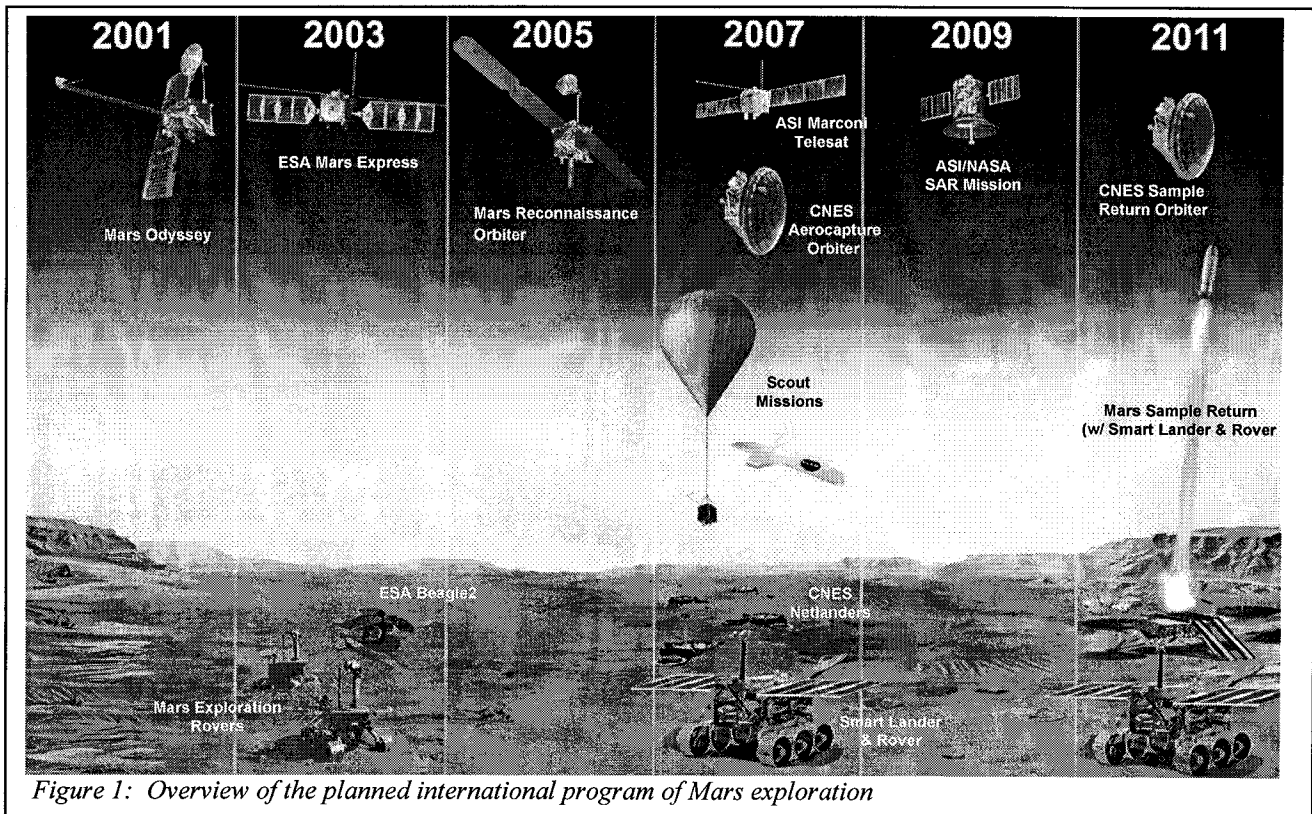 2001
2003
2005
2007
2009
2011
Mars Odyssey
ESA Mars Express
Mars Reconnaissance
Orbiter
ASI Marconi
Telesat
CNES
Aerocapture
Orbiter
ASI/NASA
SAR Mission
CNES Sample
Return Orbiter
Scout
Missions
Mars Sample Return
(w/ Smart Lander & Rover
ESA Beagle2
CNES
Netlanders
Mars Exploration
Rovers
Smart Lander
& Rover
Figure 1: Overview of the planned international program of Mars exploration